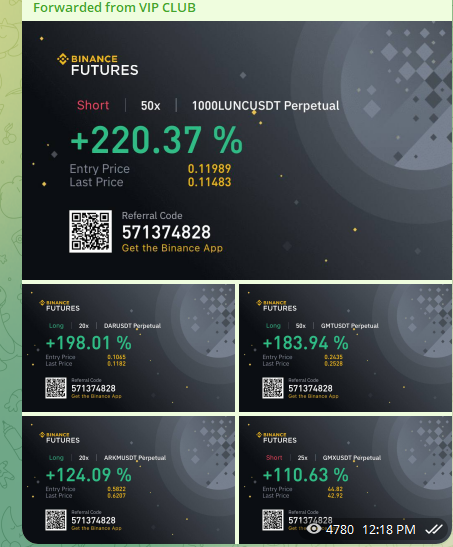 Forwarded from VIP CLUB
BINANCE
FUTURES
Short | 50x | 1000LUNCUSDT Perpetual
+220.37 %
Entry Price 0.11989
Last Price 0.11483
Referral Code
571374828
Get the Binance App
BINANCE
FUTURES
Long | 20x | DARUSDT Perpetual
+198.01 %
Entry Price 0.1065
Last Price 0.1182
Referral Code
571374828
Get the Binance App
BINANCE
FUTURES
Long | 50x | GMTUSDT Perpetual
+183.94 %
Entry Price 0.2435
Last Price 0.2528
Referral Code
571374828
Get the Binance App
BINANCE
FUTURES
Long | 20x | ARKMUSDT Perpetual
+124.09 %
Entry Price 0.5822
Last Price 0.6207
Referral Code
571374828
Get the Binance App
BINANCE
FUTURES
Short | 25x | GMXUSDT Perpetual
+110.63 %
Entry Price 44.82
Last Price 42.92
Referral Code
571374828
Get the Binance App
4780 12:18 PM